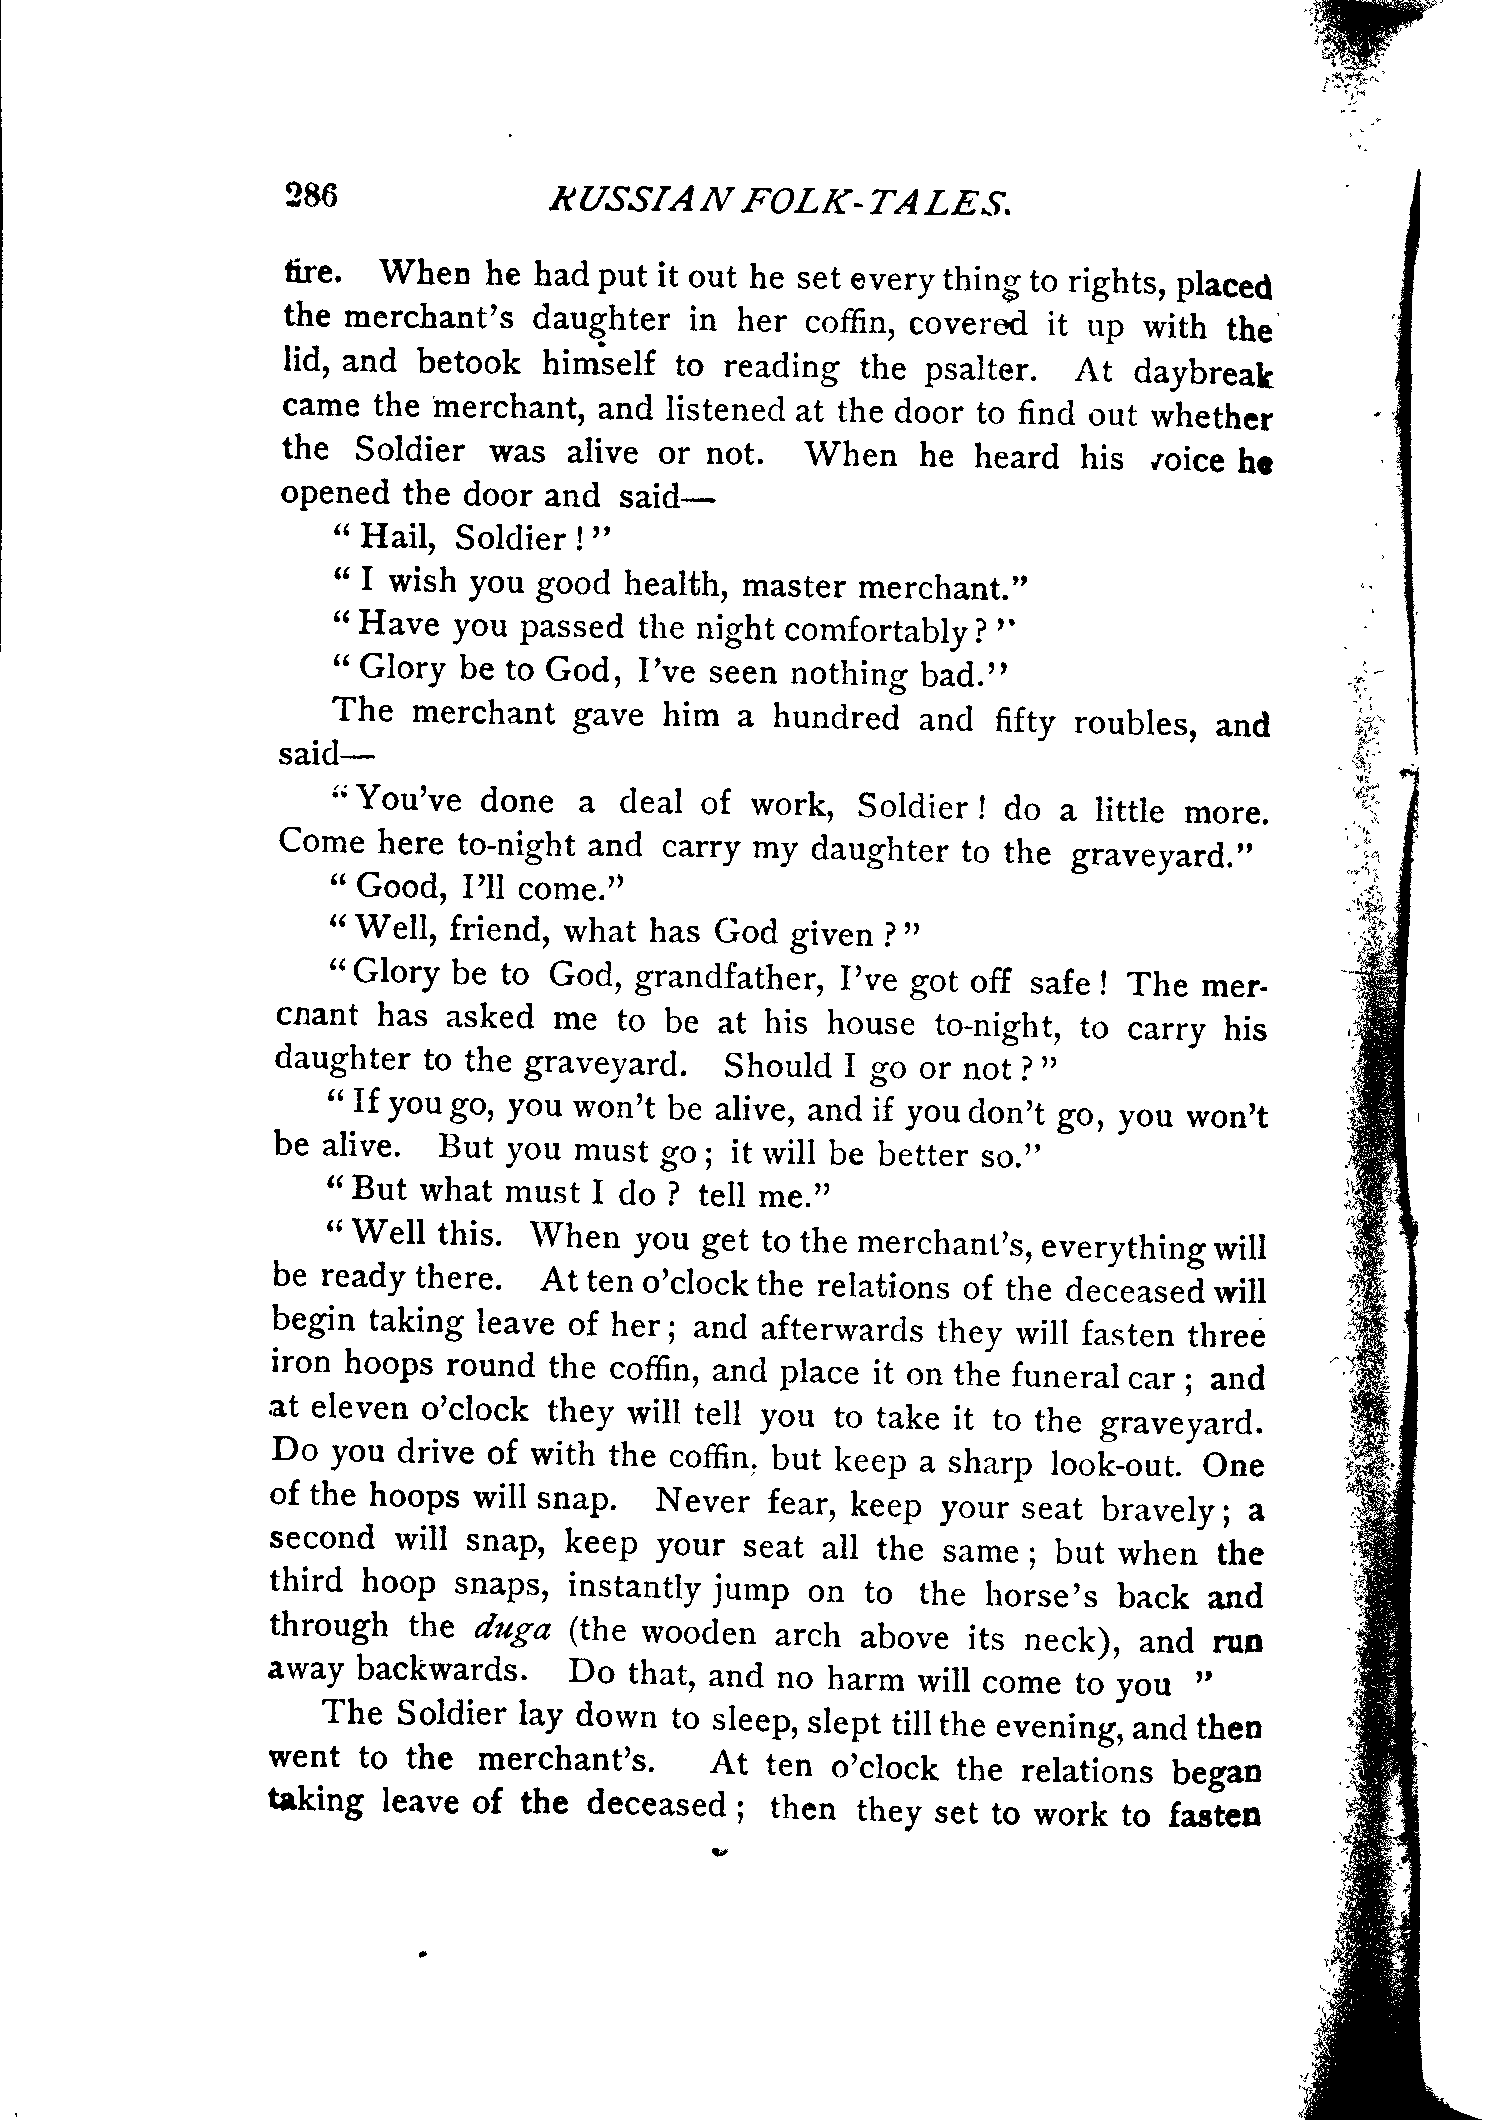 286 RUSSIAN FOLK-TALES.
fire. When he had put it out he set every thing to rights, placed
the merchant's daughter in her coffin, covered it up with the
lid, and betook himself to reading the psalter. At daybreak
came the merchant, and listened at the door to find out whether
the Soldier was alive or not. When he heard his voice he
opened the door and said—
"Hail, Soldier!"
"I wish you good health, master merchant."
"Have you passed the night comfortably?"
"Glory be to God, I've seen nothing bad."
The merchant gave him a hundred and fifty roubles, and
said—
"You've done a deal of work, Soldier! do a little more.
Come here to-night and carry my daughter to the graveyard."
"Good, I'll come."
"Well, friend, what has God given?"
"Glory be to God, grandfather, I've got off safe! The mer-
chant has asked me to be at his house to-night, to carry his
daughter to the graveyard. Should I go or not?"
"If you go, you won't be alive, and if you don't go, you won't
be alive. But you must go; it will be better so."
"But what must I do? tell me."
"Well this. When you get to the merchant's, everything will
be ready there. At ten o'clock the relations of the deceased will
begin taking leave of her; and afterwards they will fasten three
iron hoops round the coffin, and place it on the funeral car; and
at eleven o'clock they will tell you to take it to the graveyard.
Do you drive of with the coffin, but keep a sharp look-out. One
of the hoops will snap. Never fear, keep your seat bravely; a
second will snap, keep your seat all the same; but when the
third hoop snaps, instantly jump on to the horse's back and
through the duga (the wooden arch above its neck), and run
away backwards. Do that, and no harm will come to you "
The Soldier lay down to sleep, slept till the evening, and then
went to the merchant's. At ten o'clock the relations began
taking leave of the deceased; then they set to work to fasten